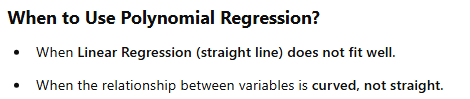 When to Use Polynomial Regression?
• When Linear Regression (straight line) does not fit well.
• When the relationship between variables is curved, not straight.